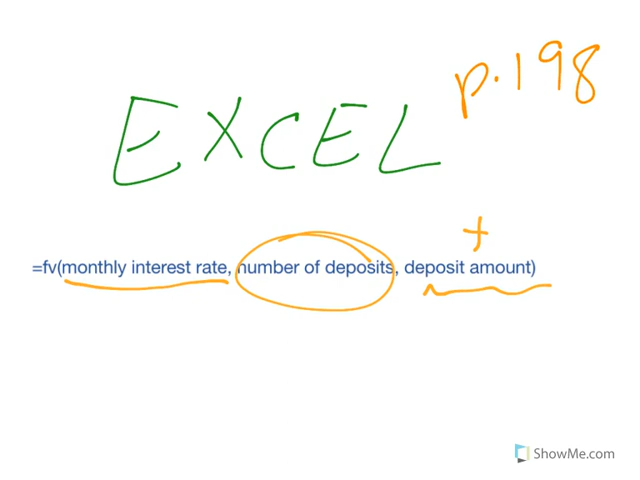 p.198
EXCEL
+
=fv(monthly interest rate, number of deposits, deposit amount)
ShowMe.com